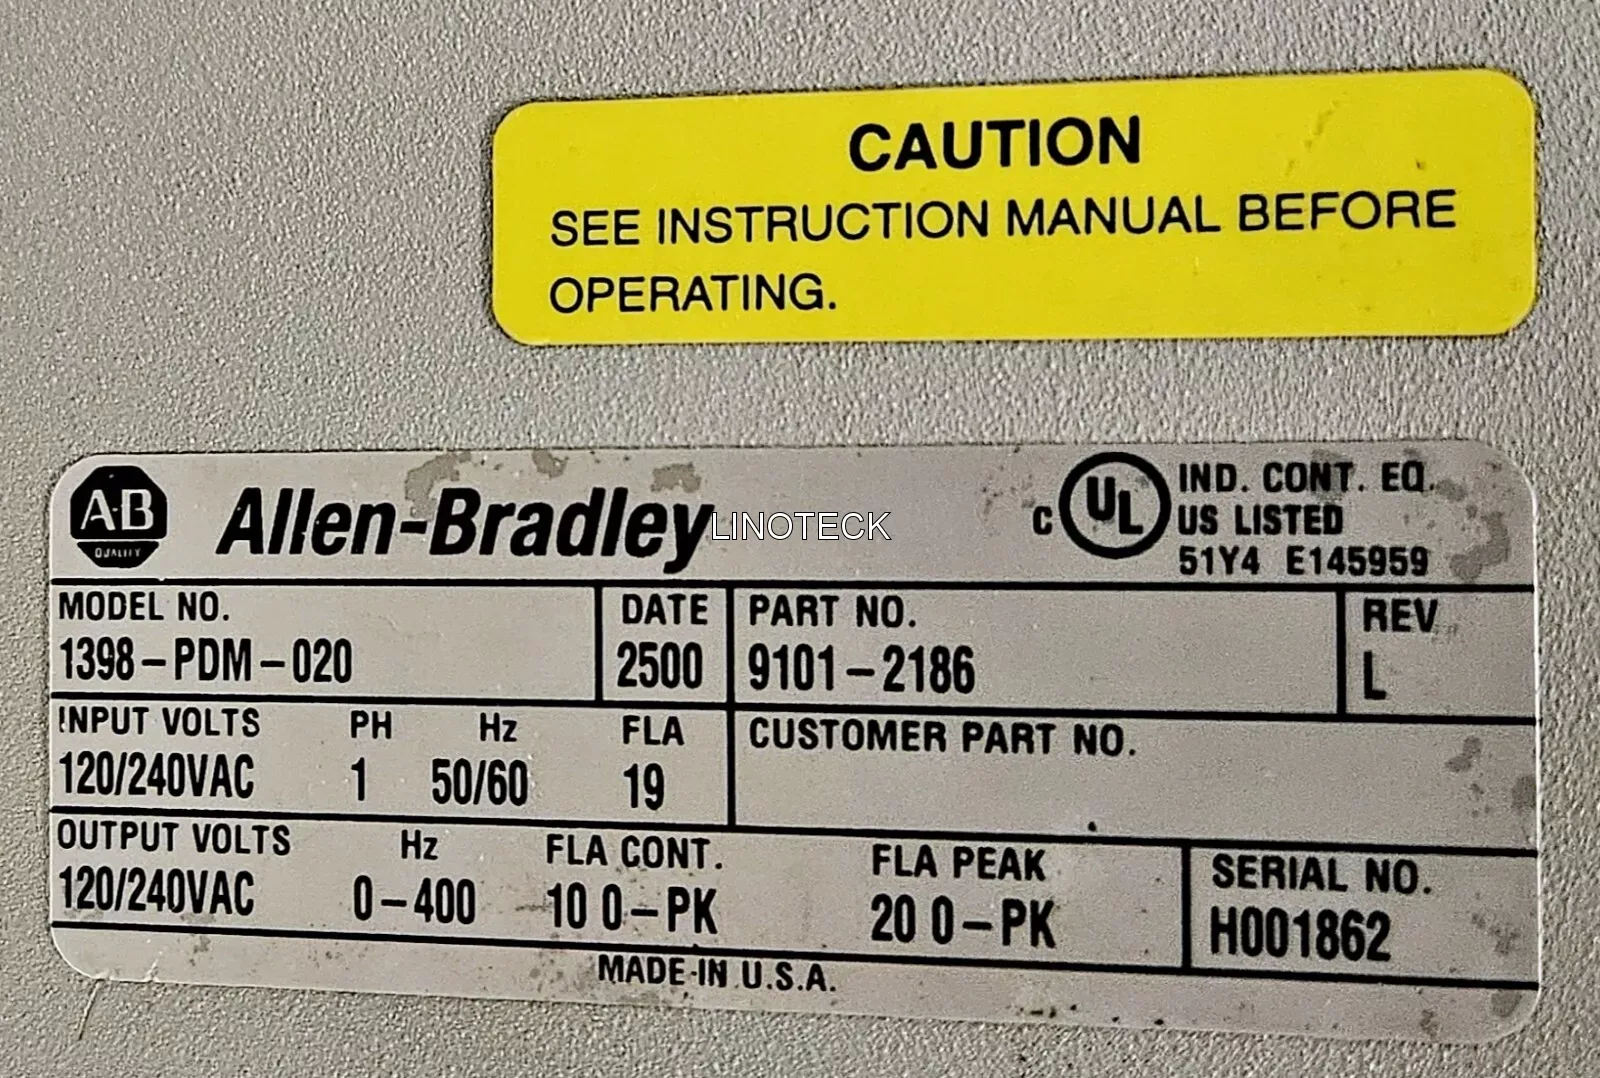 CAUTION
SEE INSTRUCTION MANUAL BEFORE
OPERATING.
A-B
QUALITY
Allen-Bradley
LINOTECK
C UL
IND. CONT. EQ.
US LISTED
51Y4 E145959
MODEL NO. DATE PART NO. REV
1398-PDM-020 2500 9101-2186 L
INPUT VOLTS PH Hz FLA CUSTOMER PART NO.
120/240VAC 1 50/60 19
OUTPUT VOLTS Hz FLA CONT. FLA PEAK SERIAL NO.
120/240VAC 0-400 10 0-PK 20 0-PK H001862
MADE-IN U.S.A.